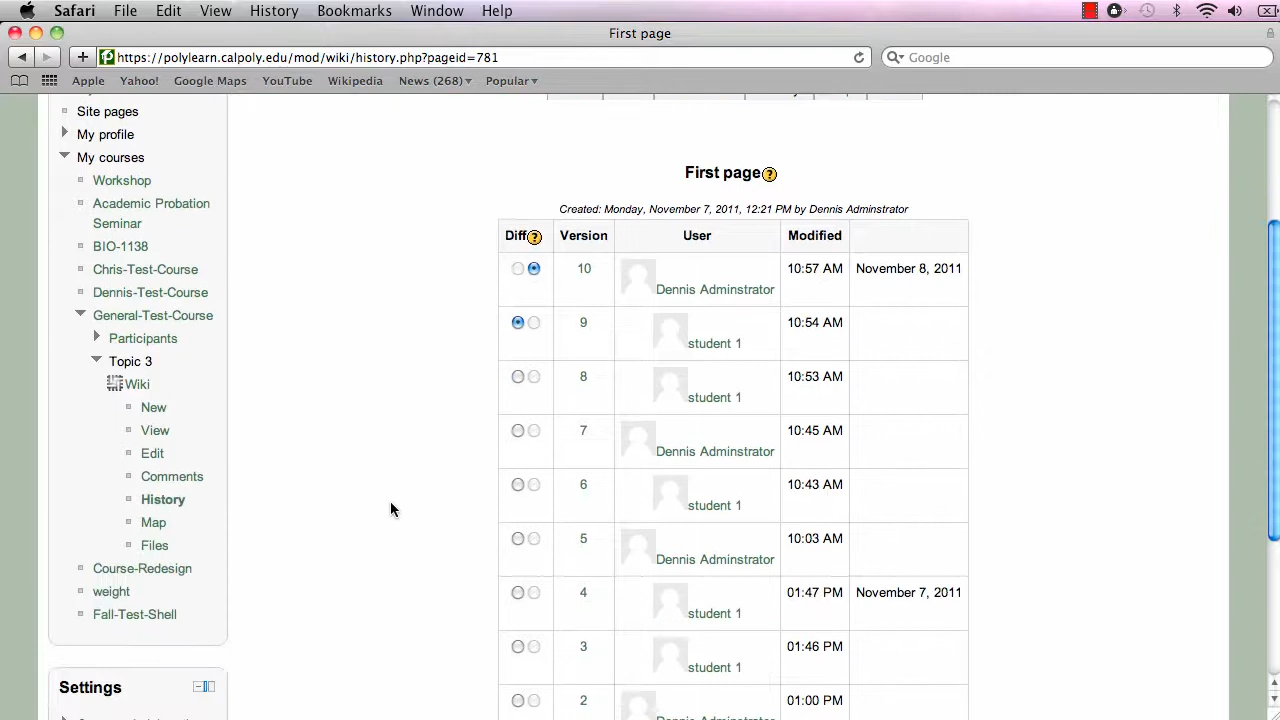 Safari File Edit View History Bookmarks Window Help
First page
https://polylearn.calpoly.edu/mod/wiki/history.php?pageid=781
Google
Apple Yahoo! Google Maps YouTube Wikipedia News (268) Popular
Site pages
My profile
My courses
Workshop
Academic Probation
Seminar
BIO-1138
Chris-Test-Course
Dennis-Test-Course
General-Test-Course
Participants
Topic 3
Wiki
New
View
Edit
Comments
History
Map
Files
Course-Redesign
weight
Fall-Test-Shell
Settings
First page ?
Created: Monday, November 7, 2011, 12:21 PM by Dennis Adminstrator
Diff ? Version User Modified
10 Dennis Adminstrator 10:57 AM November 8, 2011
9 student 1 10:54 AM
8 student 1 10:53 AM
7 Dennis Adminstrator 10:45 AM
6 student 1 10:43 AM
5 Dennis Adminstrator 10:03 AM
4 student 1 01:47 PM November 7, 2011
3 student 1 01:46 PM
2 Dennis Adminstrator 01:00 PM